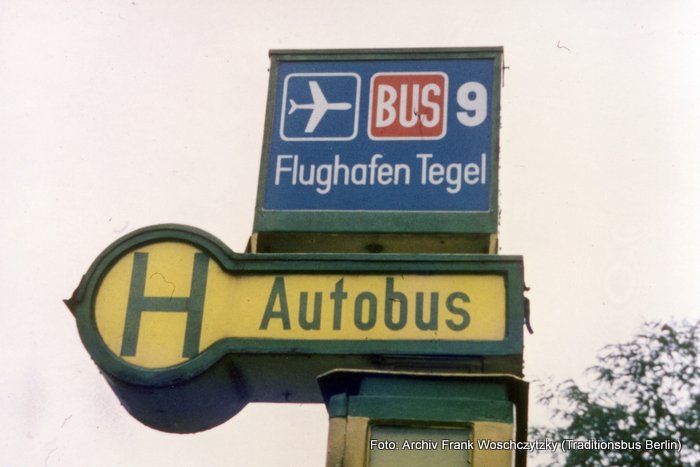 BUS 9
Flughafen Tegel
H Autobus
Foto: Archiv Frank Woschczytzky (Traditionsbus Berlin)